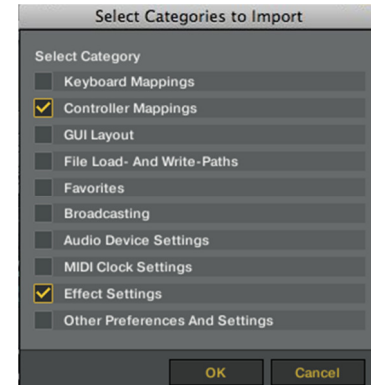 Select Categories to Import
Select Category
Keyboard Mappings
Controller Mappings
GUI Layout
File Load- And Write-Paths
Favorites
Broadcasting
Audio Device Settings
MIDI Clock Settings
Effect Settings
Other Preferences And Settings
OK Cancel